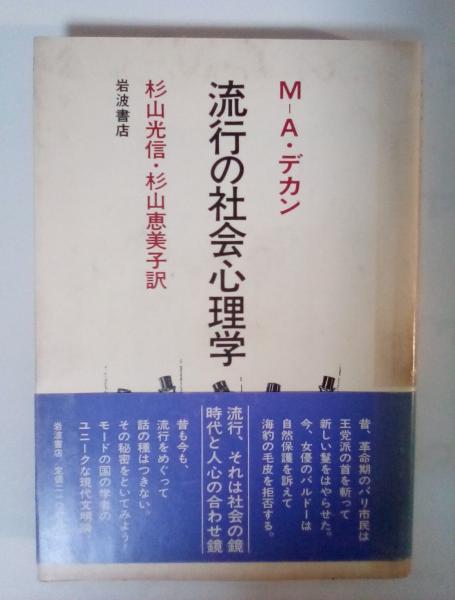 M-A・デカン
流行の社会心理学
杉山光信・杉山恵美子訳
岩波書店
昔、革命期のパリ市民は
王党派の首を斬って
新しい髪をはやらせた。
今、女優のバルドーは
自然保護を訴えて
海豹の毛皮を拒否する。
流行、それは社会の鏡
時代と人心の合わせ鏡
昔も今も、
流行をめぐって
話の種はつきない。
その秘密をといてみよう!
モードの国の学者の
ユニークな現代文明
岩波書店 定価二